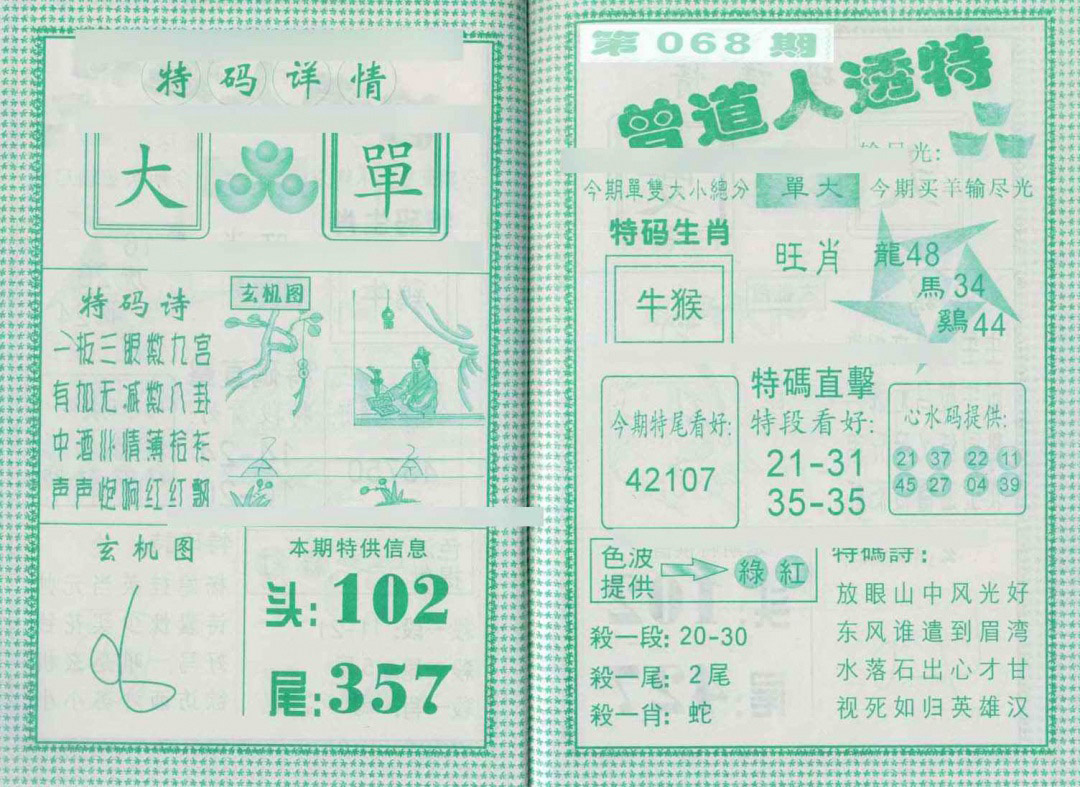 特码详情
大 單
特码诗
一板三眼数九宫
有加无减数八卦
中酒
情薄拾花
声声炮响红红飘
玄机图
玄机图
本期特供信息
头:102
尾:357
第068期
曾道人透特
今期單雙大小總分 單大 今期买羊输尽光
特码生肖
牛猴
旺肖
龍48
馬34
鷄44
今期特尾看好:
42107
特碼直擊
特段看好:
21-31
35-35
心水码提供:
21 37 22 11
45 27 04 39
色波
提供
綠 紅
殺一段: 20-30
殺一尾: 2尾
殺一肖: 蛇
特碼詩:
放眼山中风光好
东风谁遣到眉湾
水落石出心才甘
视死如归英雄汉